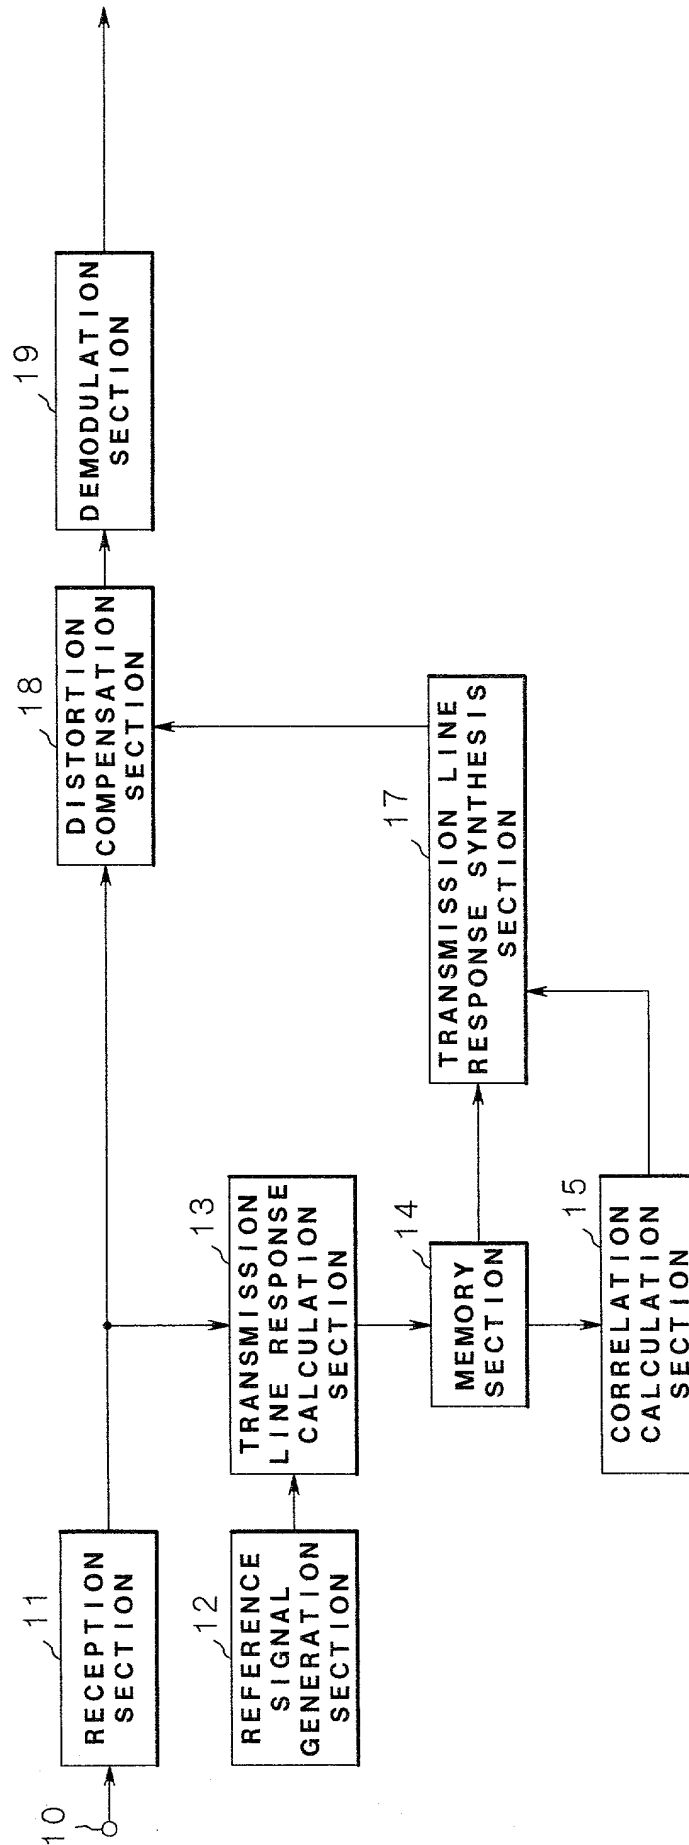 10
11
RECEPTION
SECTION
12
REFERENCE
SIGNAL
GENERATION
SECTION
13
TRANSMISSION
LINE RESPONSE
CALCULATION
SECTION
14
MEMORY
SECTION
15
CORRELATION
CALCULATION
SECTION
17
TRANSMISSION LINE
RESPONSE SYNTHESIS
SECTION
18
DISTORTION
COMPENSATION
SECTION
19
DEMODULATION
SECTION